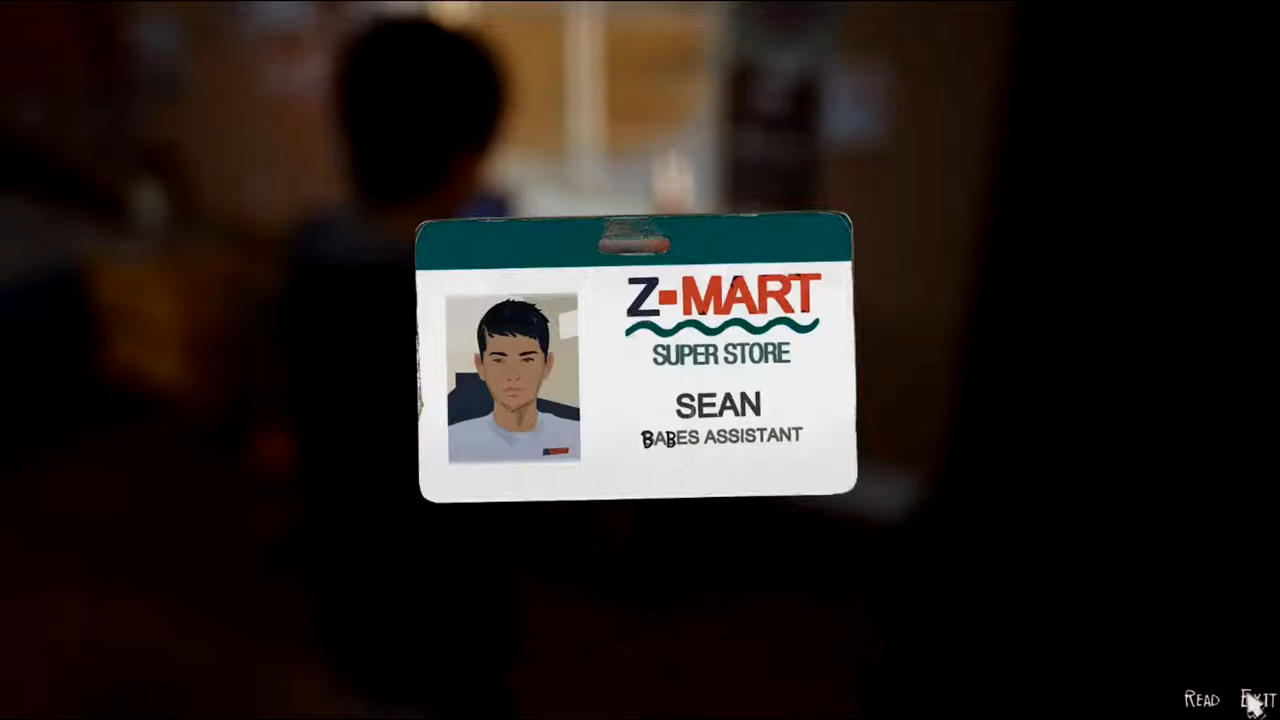 Z-MART
SUPER STORE
SEAN
BABES ASSISTANT
READ EXIT